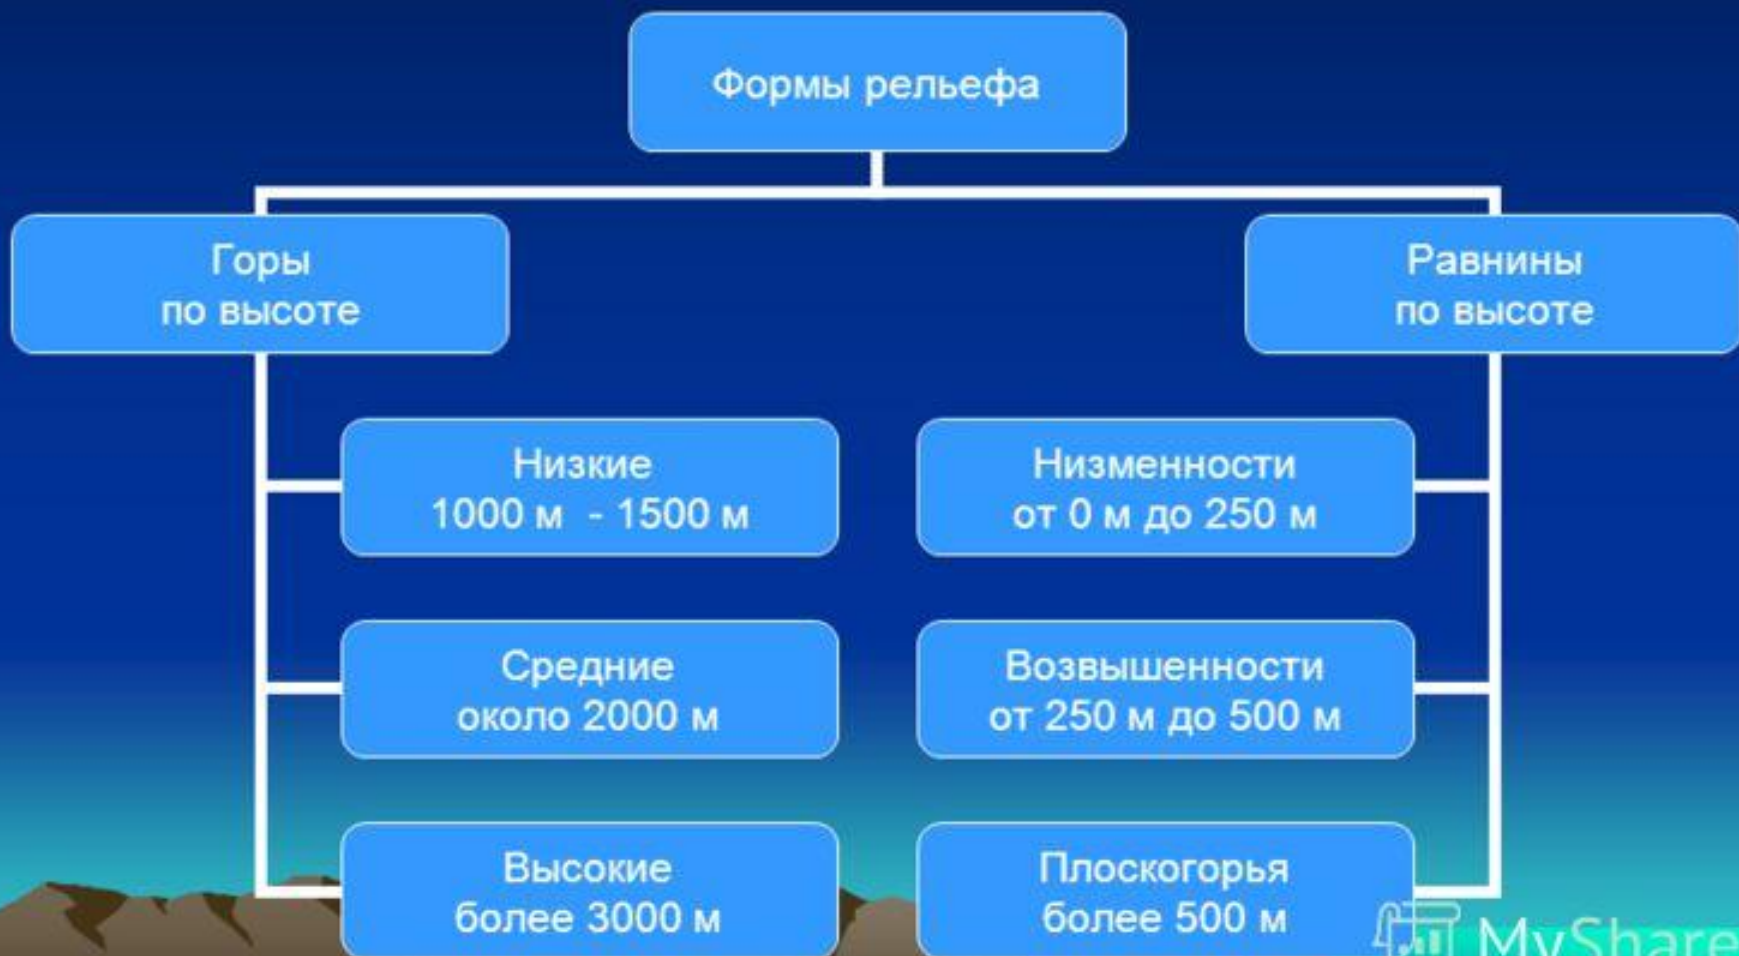 Формы рельефа
Горы
по высоте
Равнины
по высоте
Низкие
1000 м - 1500 м
Низменности
от 0 м до 250 м
Средние
около 2000 м
Возвышенности
от 250 м до 500 м
Высокие
более 3000 м
Плоскогорья
более 500 м
MyShare